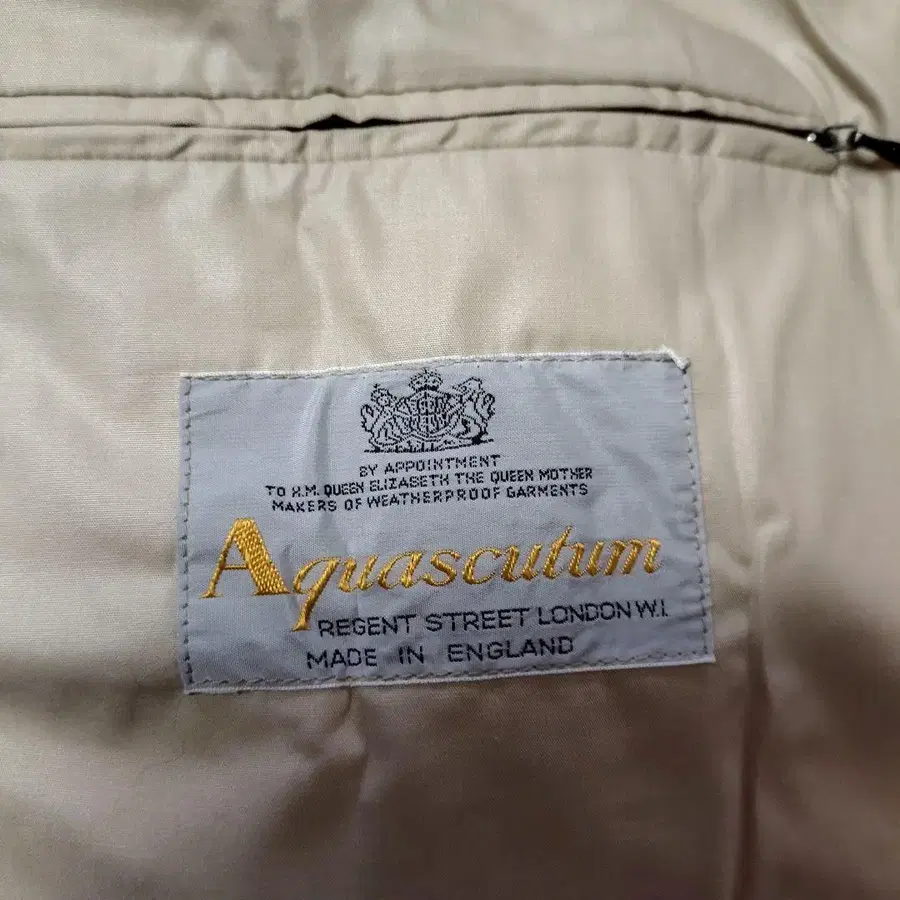 BY APPOINTMENT
TO H.M. QUEEN ELIZABETH THE QUEEN MOTHER
MAKERS OF WEATHERPROOF GARMENTS
Aquascutum
REGENT STREET LONDON W.I.
MADE IN ENGLAND